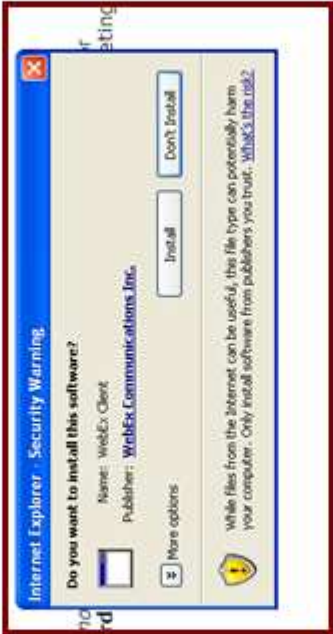 Internet Explorer - Security Warning
Do you want to install this software?
Name: WebEx Client
Publisher: WebEx Communications Inc.
More options
Install
Don't Install
While files from the Internet can be useful, this file type can potentially harm
your computer. Only install software from publishers you trust. What's the risk?